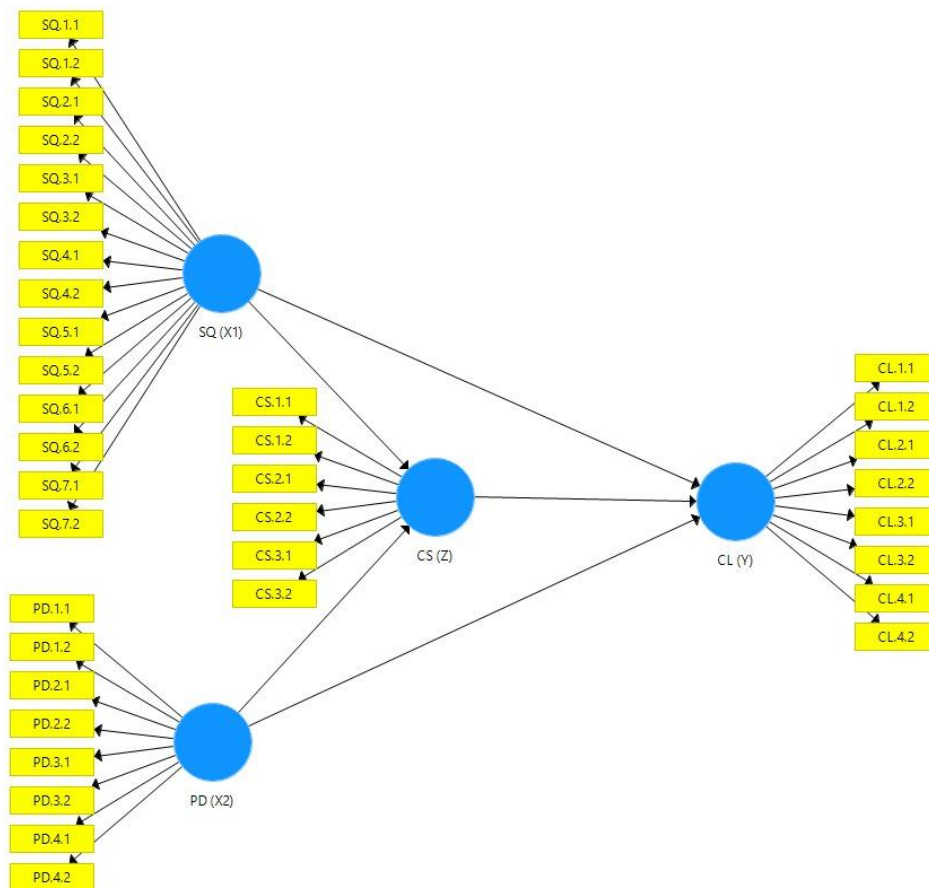 SQ.1.1
SQ.1.2
SQ.2.1
SQ.2.2
SQ.3.1
SQ.3.2
SQ.4.1
SQ.4.2
SQ.5.1
SQ.5.2
SQ.6.1
SQ.6.2
SQ.7.1
SQ.7.2
SQ (X1)
CS.1.1
CS.1.2
CS.2.1
CS.2.2
CS.3.1
CS.3.2
CS (Z)
CL.1.1
CL.1.2
CL.2.1
CL.2.2
CL.3.1
CL.3.2
CL.4.1
CL.4.2
CL (Y)
PD.1.1
PD.1.2
PD.2.1
PD.2.2
PD.3.1
PD.3.2
PD.4.1
PD.4.2
PD (X2)